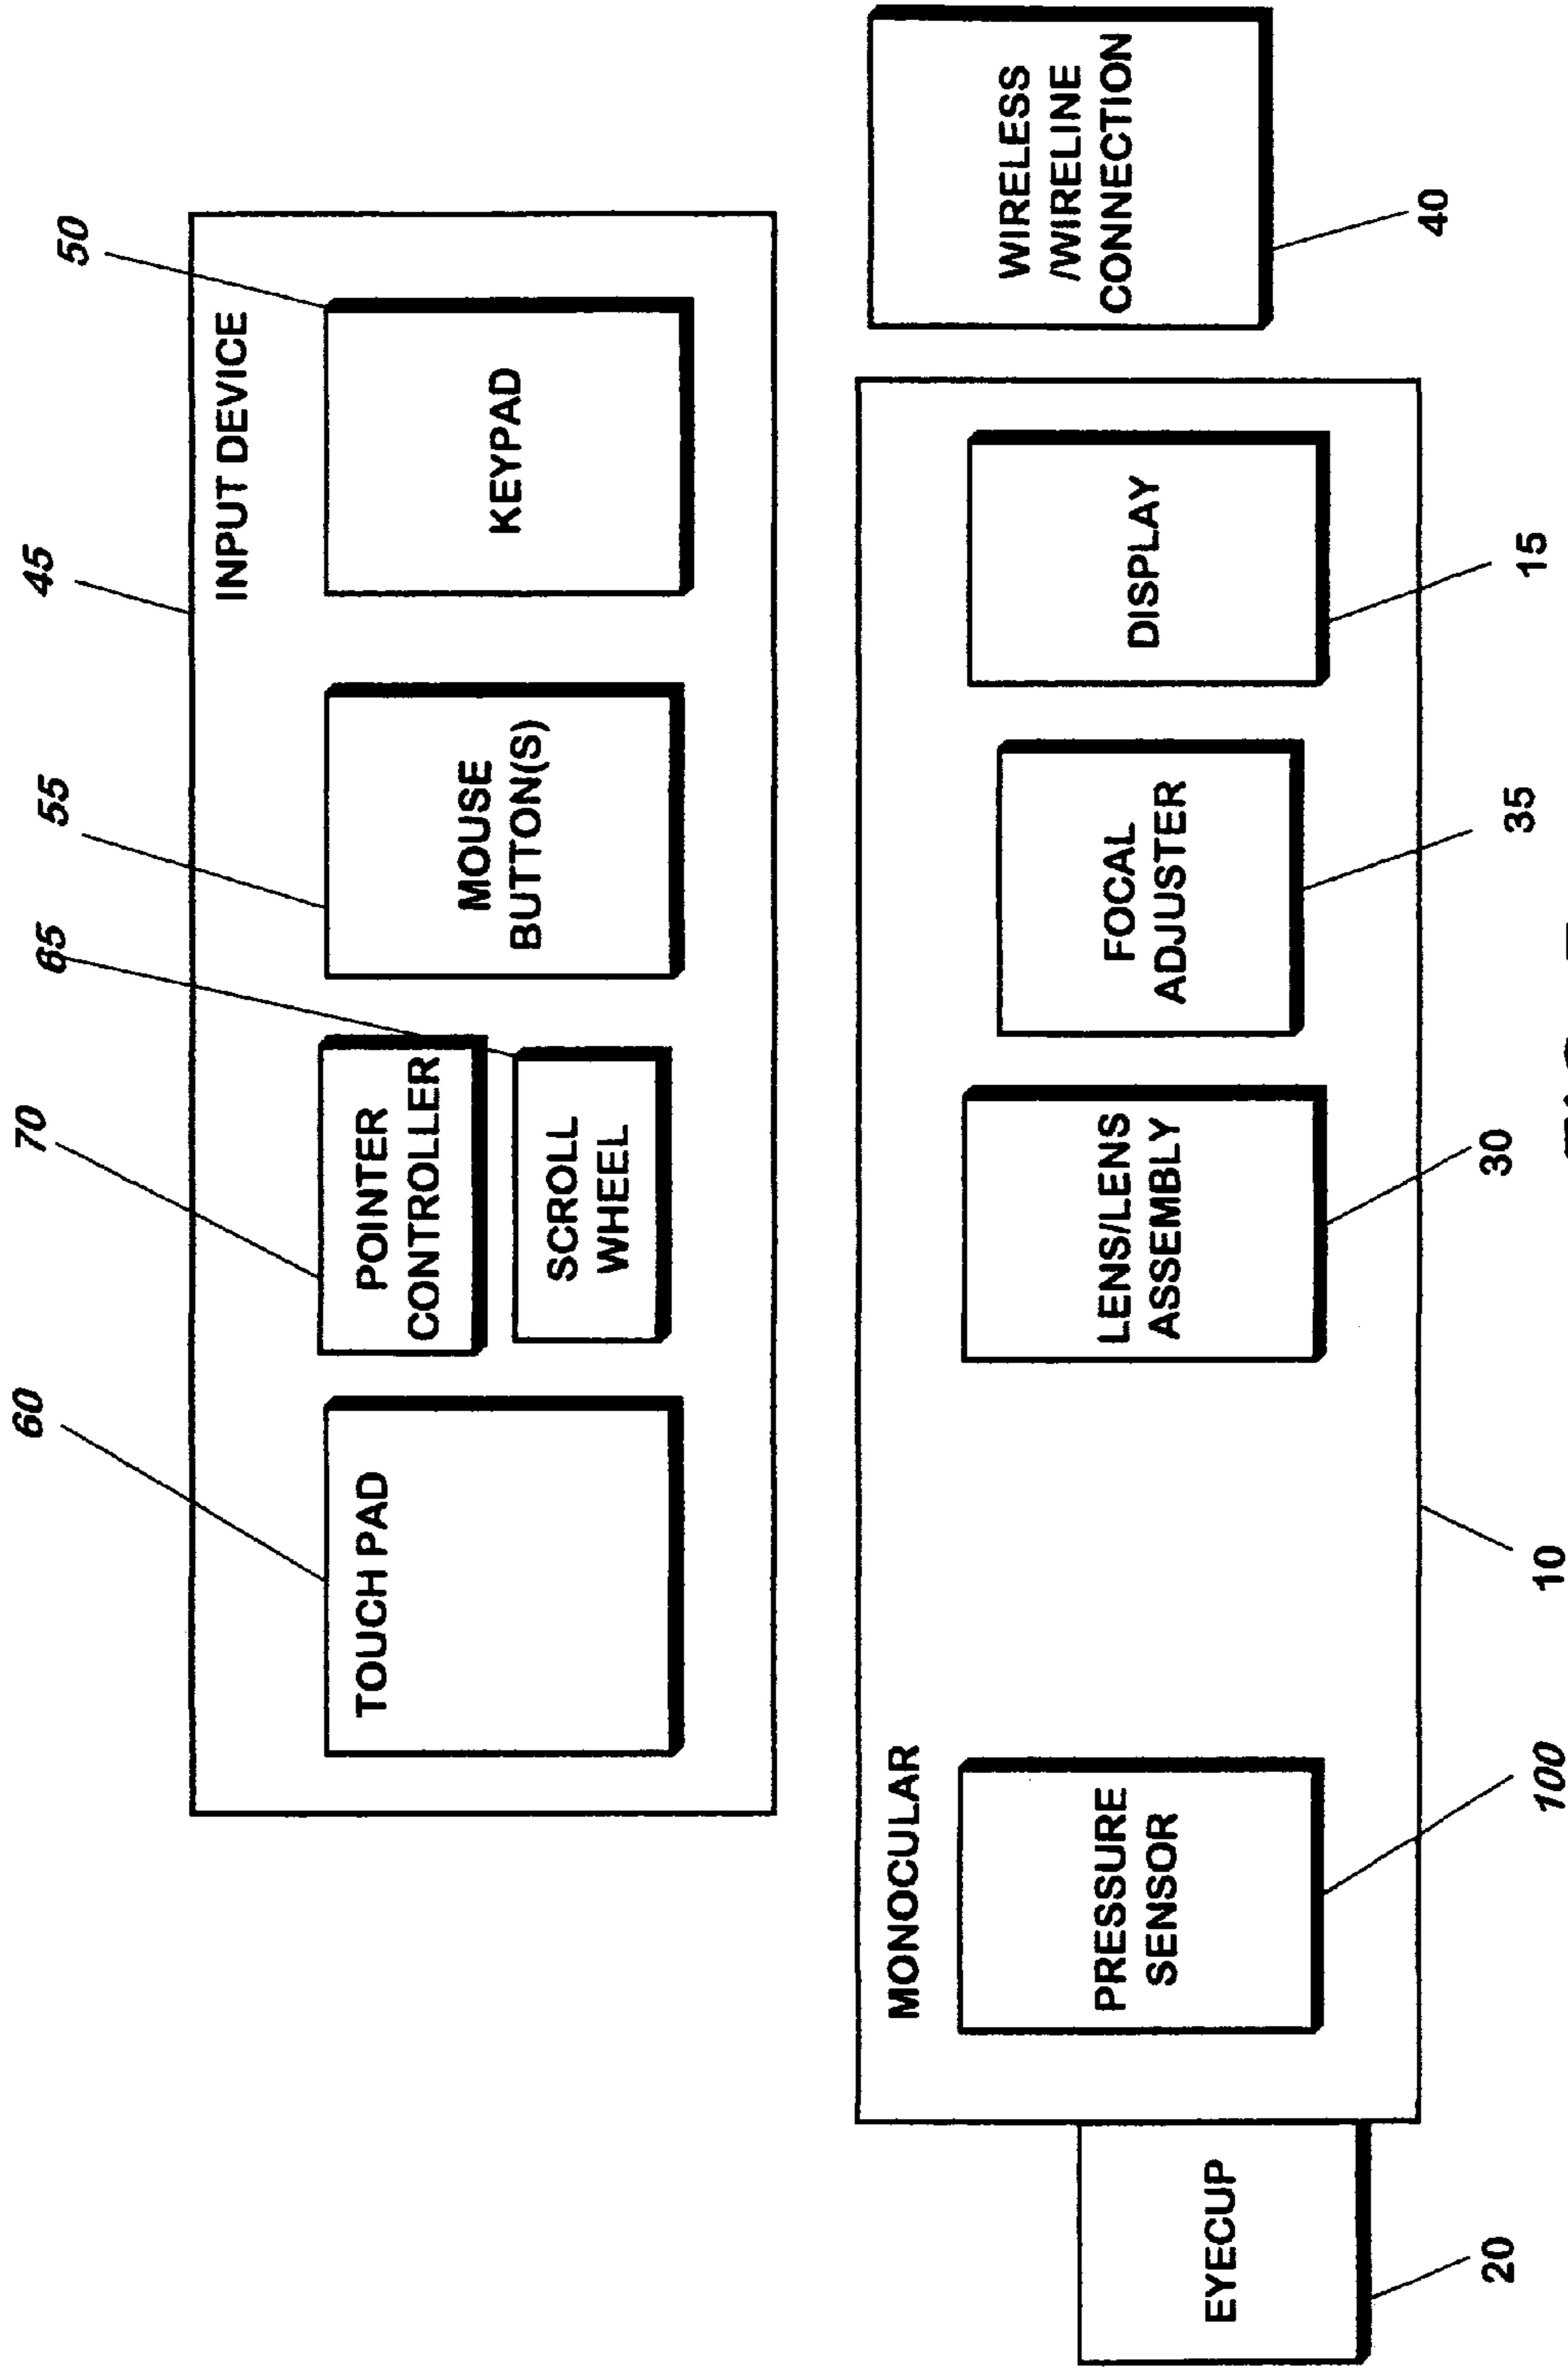 60
70
65
55
45
50
INPUT DEVICE
TOUCH PAD
POINTER
CONTROLLER
SCROLL
WHEEL
MOUSE
BUTTON(S)
KEYPAD
MONOCULAR
EYECUP
PRESSURE
SENSOR
LENS/LENS
ASSEMBLY
FOCAL
ADJUSTER
DISPLAY
WIRELESS
/WIRELINE
CONNECTION
20
100
10
30
35
15
40